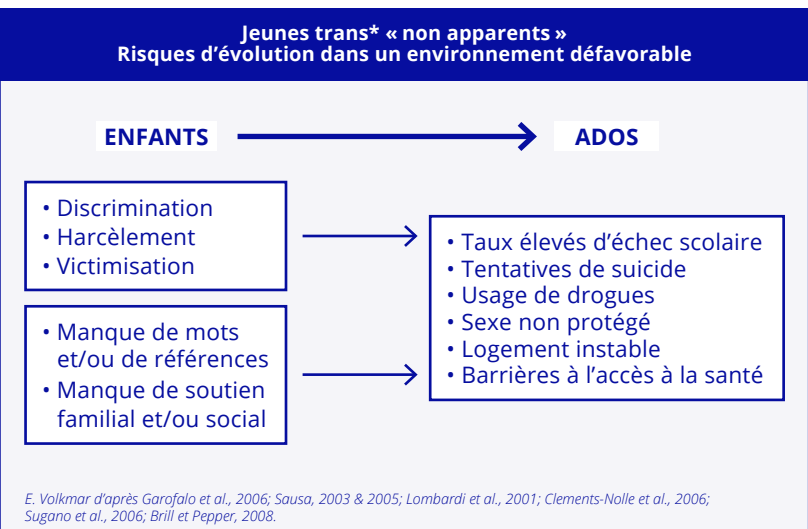 Jeunes trans* « non apparents »
Risques d’évolution dans un environnement défavorable
ENFANTS
ADOS
• Discrimination
• Harcèlement
• Victimisation
• Manque de mots
et/ou de références
• Manque de soutien
familial et/ou social
• Taux élevés d’échec scolaire
• Tentatives de suicide
• Usage de drogues
• Sexe non protégé
• Logement instable
• Barrières à l’accès à la santé
E. Volkmar d’après Garofalo et al., 2006; Sausa, 2003 & 2005; Lombardi et al., 2001; Clements-Nolle et al., 2006;
Sugano et al., 2006; Brill et Pepper, 2008.